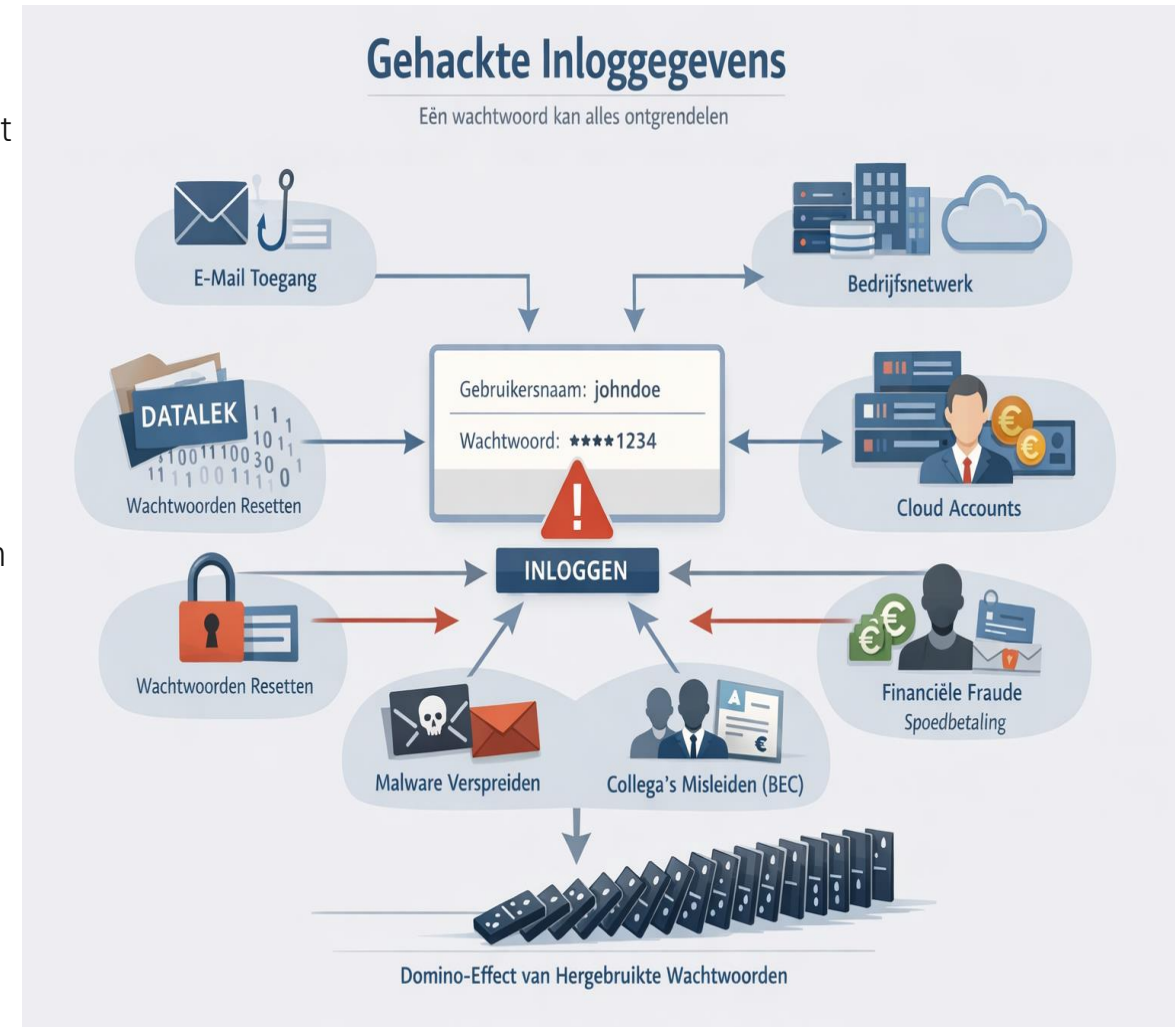 Gehackte Inloggegevens
Eën wachtwoord kan alles ontgrendelen
t
E-Mail Toegang
Bedrijfsnetwerk
Gebruikersnaam: johndoe
Wachtwoord: ****1234
DATALEK
Wachtwoorden Resetten
Cloud Accounts
n
INLOGGEN
Wachtwoorden Resetten
Financiële Fraude
Spoedbetaling
A
€
Malware Verspreiden
Collega's Misleiden (BEC)
Domino-Effect van Hergebruikte Wachtwoorden